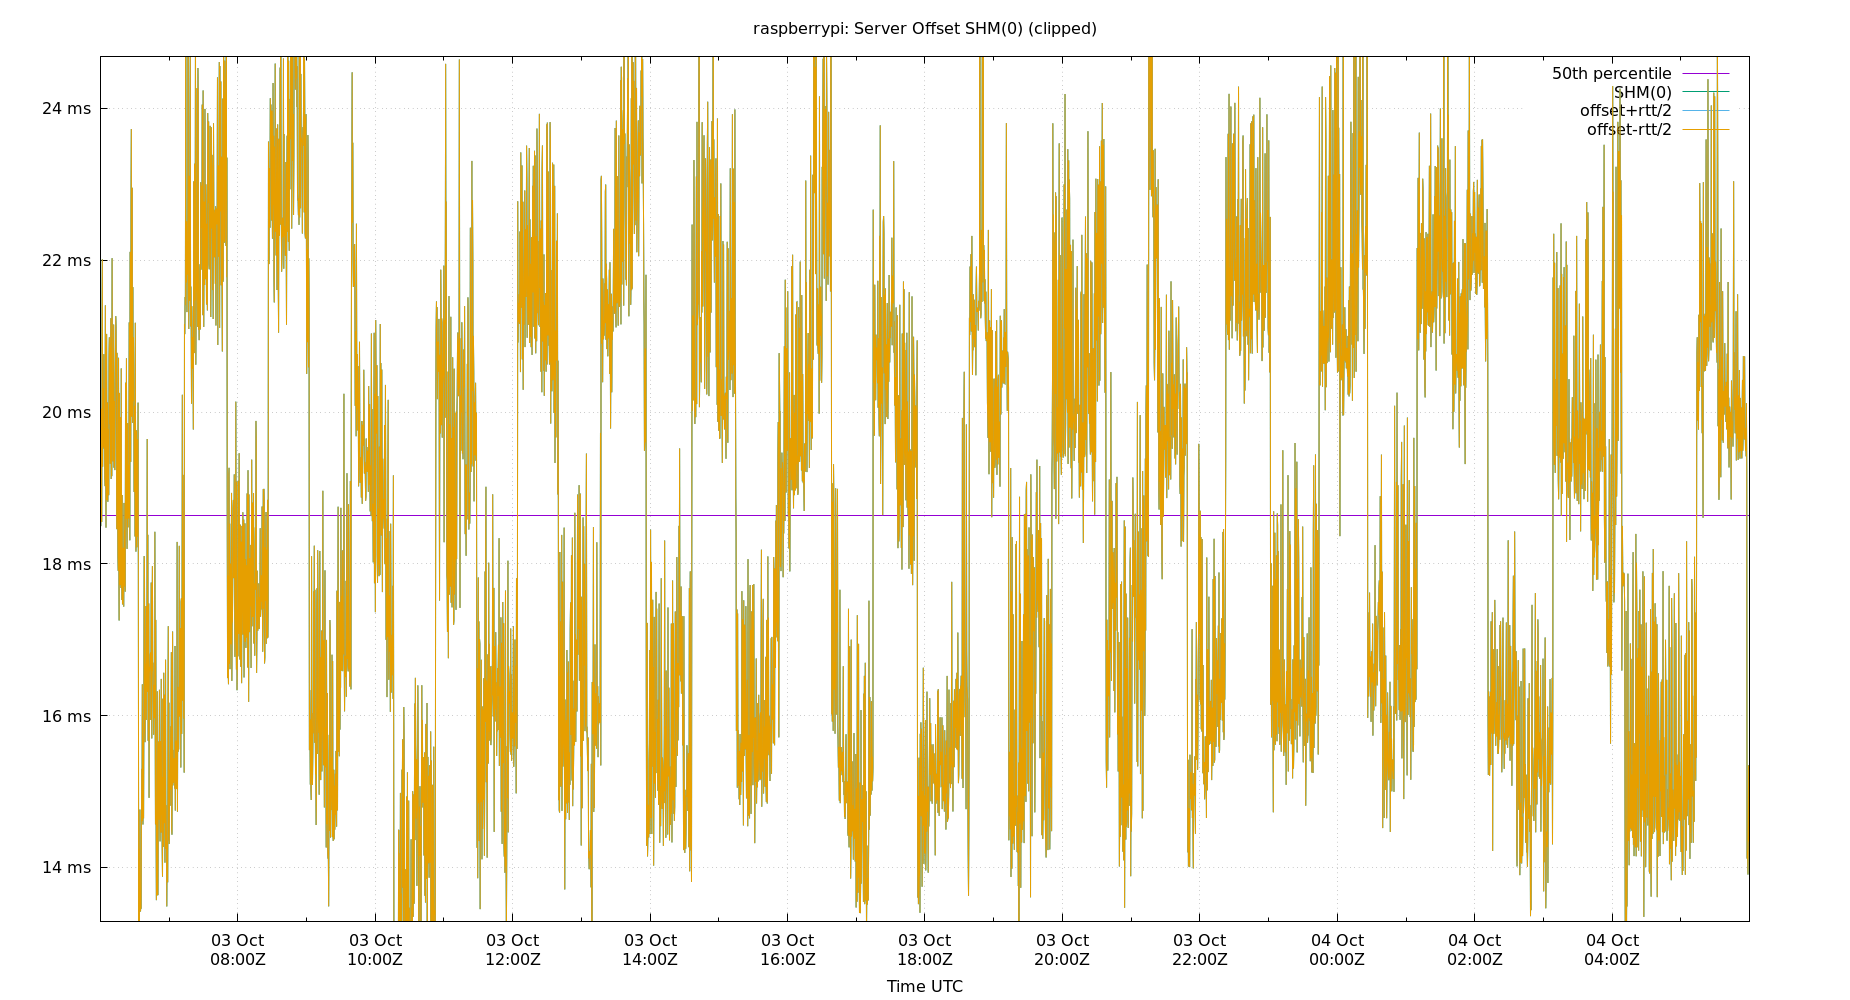 raspberrypi: Server Offset SHM(0) (clipped)
50th percentile
SHM(0)
offset+rtt/2
offset-rtt/2
24 ms
22 ms
20 ms
18 ms
16 ms
14 ms
03 Oct 03 Oct 03 Oct 03 Oct 03 Oct 03 Oct 03 Oct 03 Oct 04 Oct 04 Oct 04 Oct
08:00Z 10:00Z 12:00Z 14:00Z 16:00Z 18:00Z 20:00Z 22:00Z 00:00Z 02:00Z 04:00Z
Time UTC